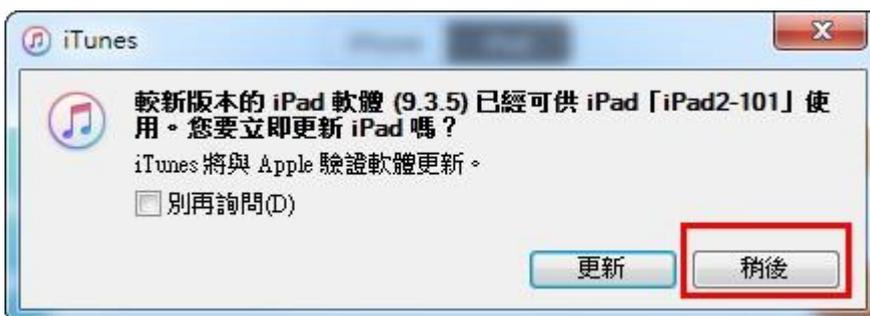 iTunes
較新版本的 iPad 軟體 (9.3.5) 已經可供 iPad「iPad2-101」使
用。您要立即更新 iPad 嗎？
iTunes 將與 Apple 驗證軟體更新。
別再詢問(D)
更新
稍後